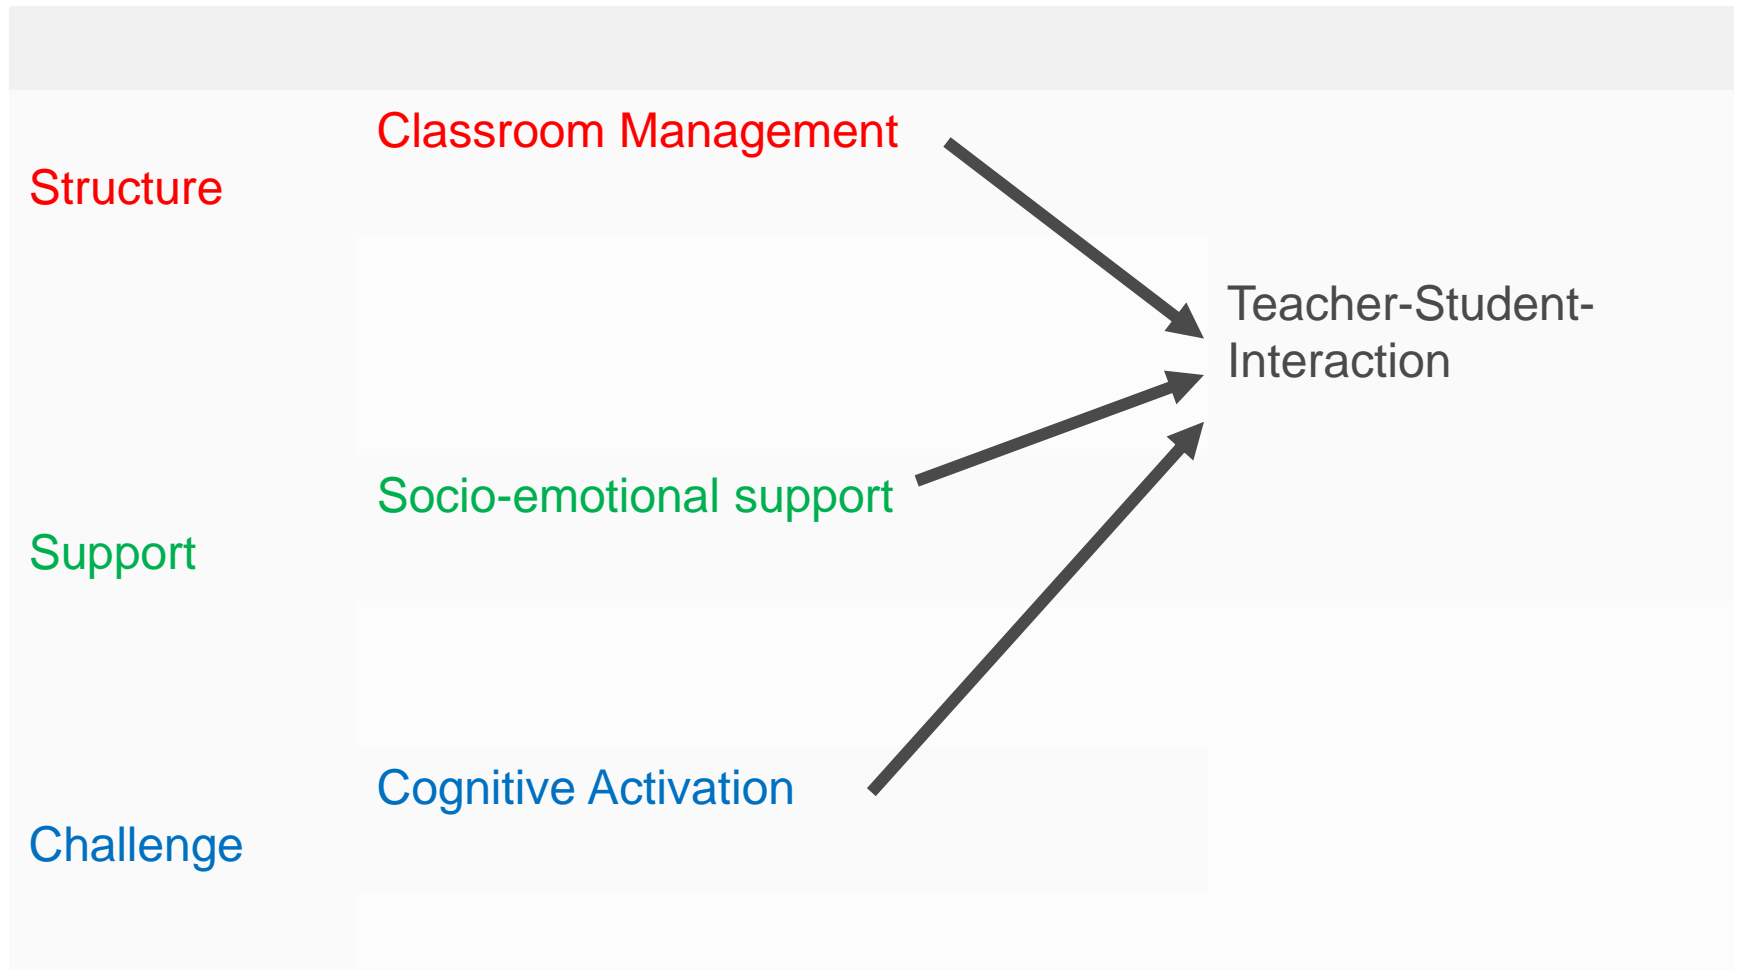 Classroom Management
Structure
Teacher-Student-
Interaction
Socio-emotional support
Support
Cognitive Activation
Challenge